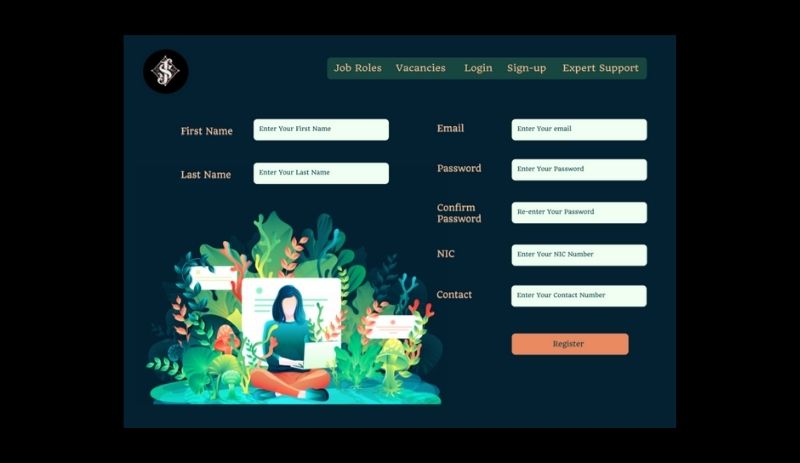 Job Roles Vacancies Login Sign-up Expert Support
First Name Enter Your First Name
Last Name Enter Your Last Name
Email Enter Your email
Password Enter Your Password
Confirm
Password Re-enter Your Password
NIC Enter Your NIC Number
Contact Enter Your Contact Number
Register